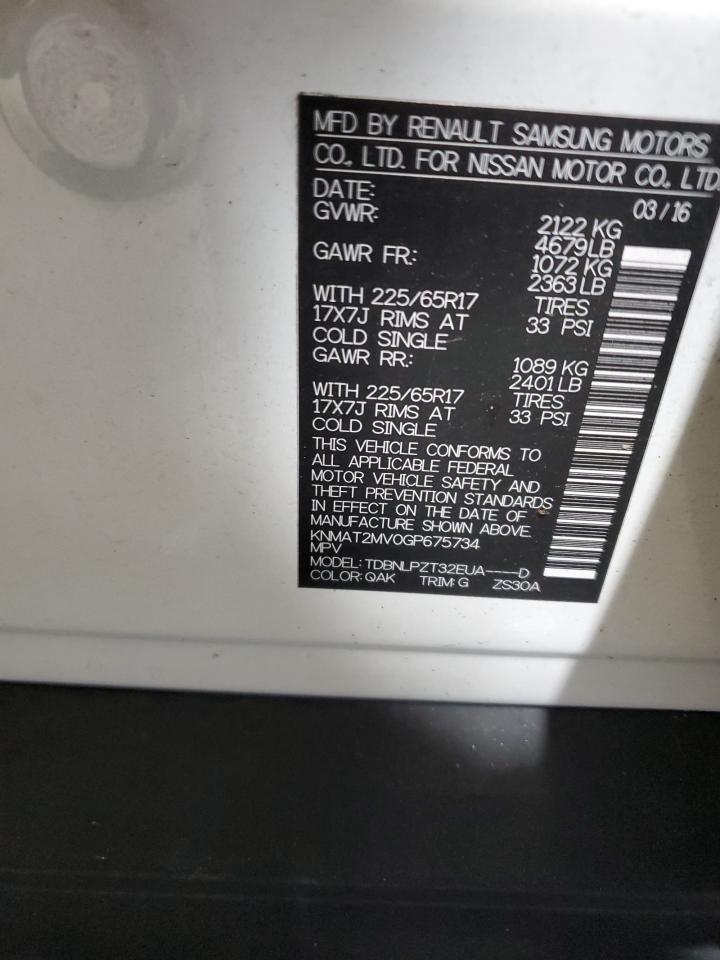 MFD BY RENAULT SAMSUNG MOTORS
CO., LTD. FOR NISSAN MOTOR CO., LTD
DATE: 03/16
GVWR: 2122 KG
4679 LB
GAWR FR.: 1072 KG
2363 LB
WITH 225/65R17 TIRES
17X7J RIMS AT 33 PSI
COLD SINGLE
GAWR RR.: 1089 KG
2401 LB
WITH 225/65R17 TIRES
17X7J RIMS AT 33 PSI
COLD SINGLE
THIS VEHICLE CONFORMS TO
ALL APPLICABLE FEDERAL
MOTOR VEHICLE SAFETY AND
THEFT PREVENTION STANDARDS
IN EFFECT ON THE DATE OF
MANUFACTURE SHOWN ABOVE.
KNMAT2MV0GP675734
MPV
MODEL: TDBNLPZT32EUA----D
COLOR: QAK TRIM: G ZS30A